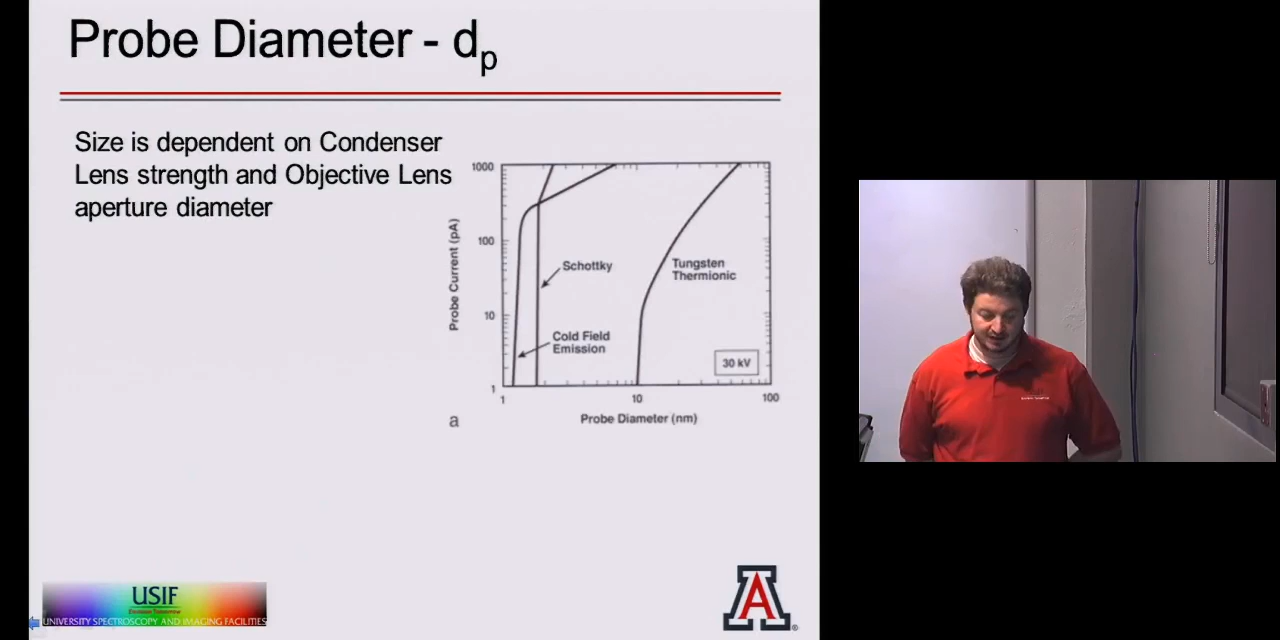 Probe Diameter - dp
Size is dependent on Condenser
Lens strength and Objective Lens
aperture diameter
1000
100
10
1
Probe Current (pA)
Schottky
Tungsten
Thermionic
Cold Field
Emission
30 kV
1
10
100
Probe Diameter (nm)
a
USIF
UNIVERSITY SPECTROSCOPY AND IMAGING FACILITIES
A